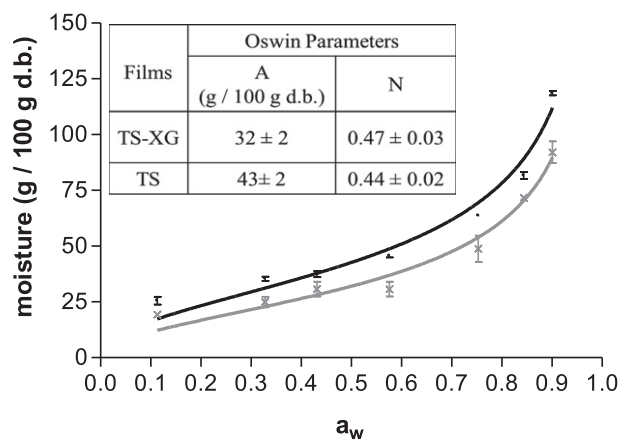 moisture (g / 100 g d.b.)
150
125
100
75
50
25
0
Films
Oswin Parameters
A
(g / 100 g d.b.)
N
TS-XG
32 ± 2
0.47 ± 0.03
TS
43± 2
0.44 ± 0.02
0.0 0.1 0.2 0.3 0.4 0.5 0.6 0.7 0.8 0.9 1.0
aw